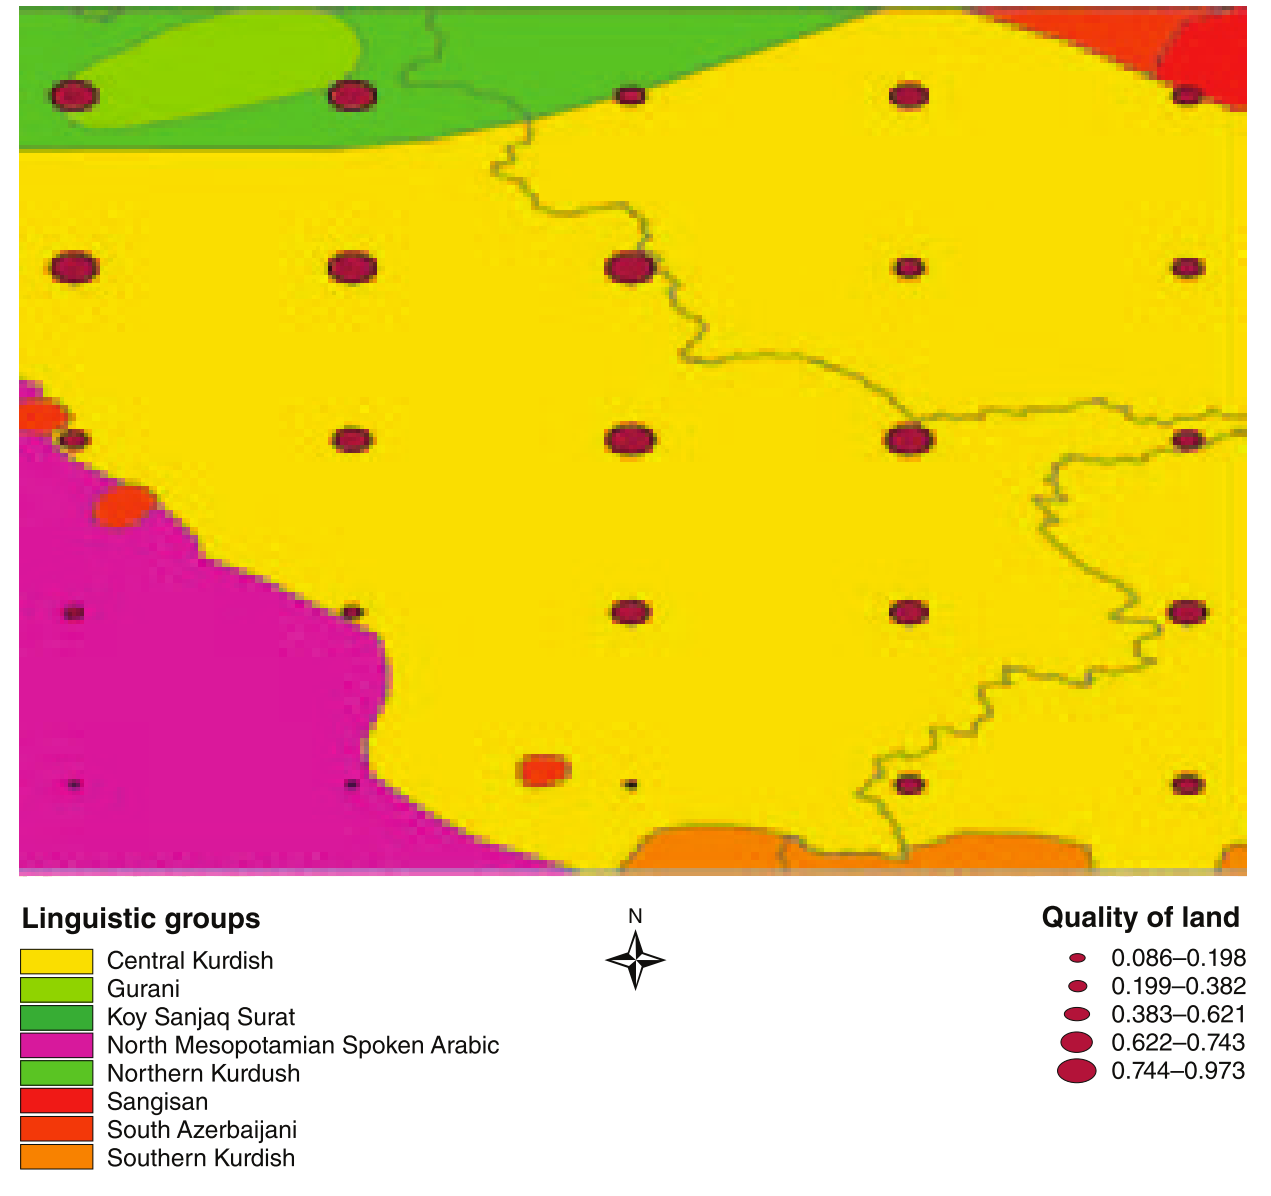 Linguistic groups
Central Kurdish
Gurani
Koy Sanjaq Surat
North Mesopotamian Spoken Arabic
Northern Kurdush
Sangisan
South Azerbaijani
Southern Kurdish
N
Quality of land
0.086–0.198
0.199–0.382
0.383–0.621
0.622–0.743
0.744–0.973